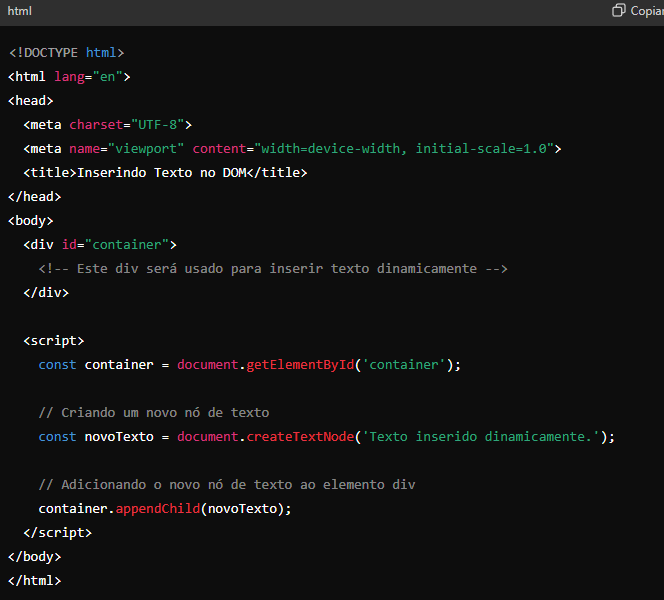 html
Copiar
<!DOCTYPE html>
<html lang="en">
<head>
  <meta charset="UTF-8">
  <meta name="viewport" content="width=device-width, initial-scale=1.0">
  <title>Inserindo Texto no DOM</title>
</head>
<body>
  <div id="container">
    <!-- Este div será usado para inserir texto dinamicamente -->
  </div>
  <script>
    const container = document.getElementById('container');
    // Criando um novo nó de texto
    const novoTexto = document.createTextNode('Texto inserido dinamicamente.');
    // Adicionando o novo nó de texto ao elemento div
    container.appendChild(novoTexto);
  </script>
</body>
</html>